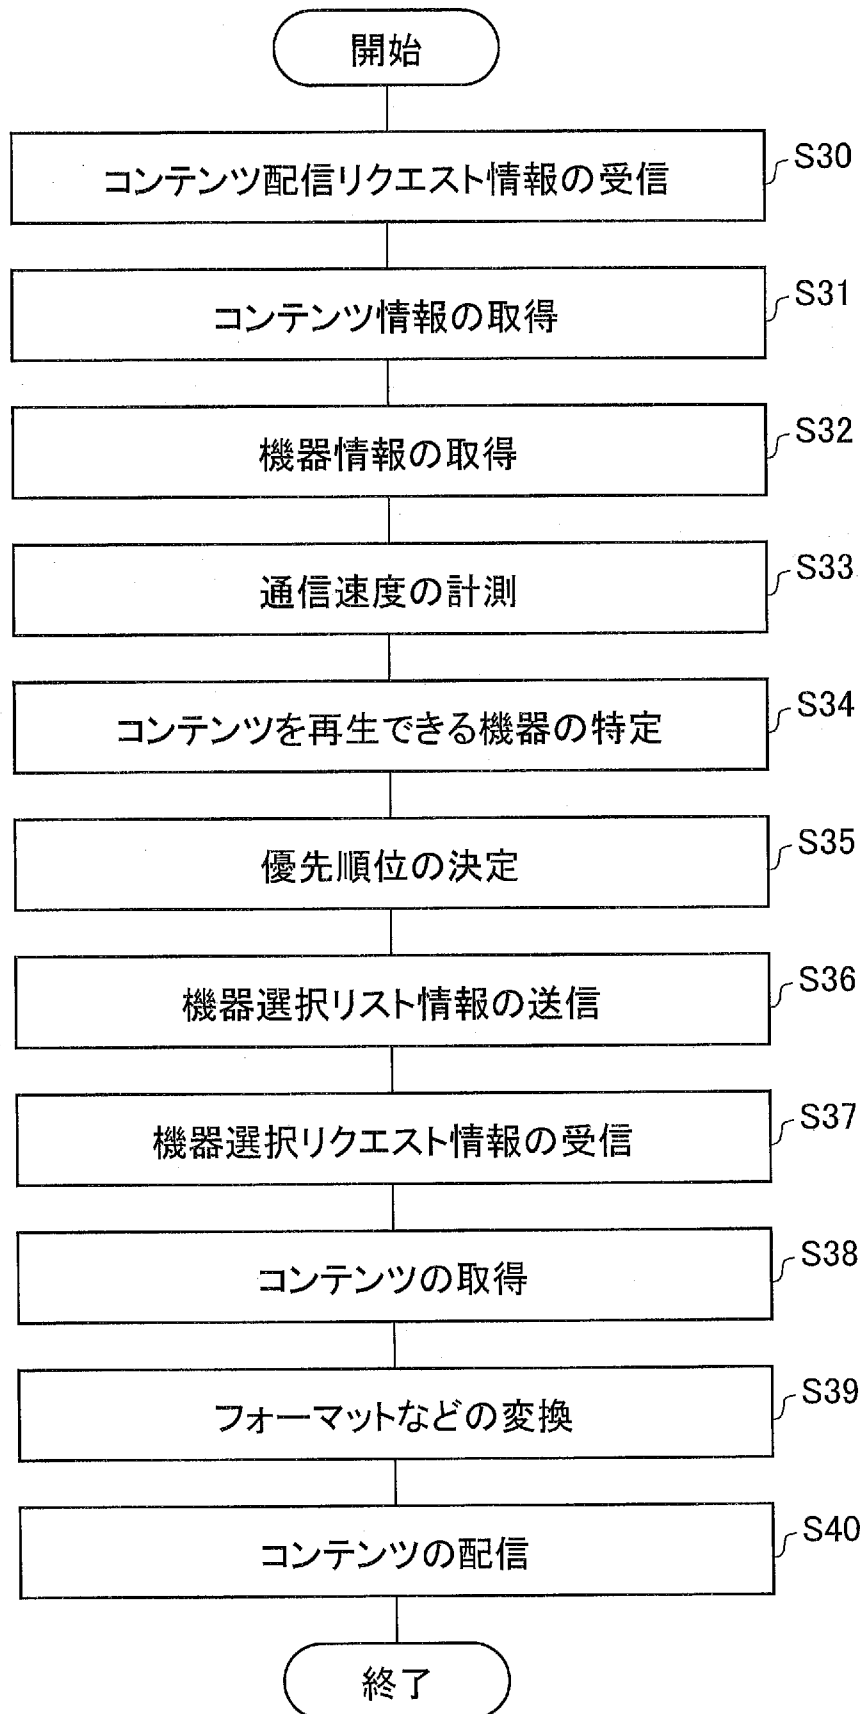 開始
コンテンツ配信リクエスト情報の受信
S30
コンテンツ情報の取得
S31
機器情報の取得
S32
通信速度の計測
S33
コンテンツを再生できる機器の特定
S34
優先順位の決定
S35
機器選択リスト情報の送信
S36
機器選択リクエスト情報の受信
S37
コンテンツの取得
S38
フォーマットなどの変換
S39
コンテンツの配信
S40
終了